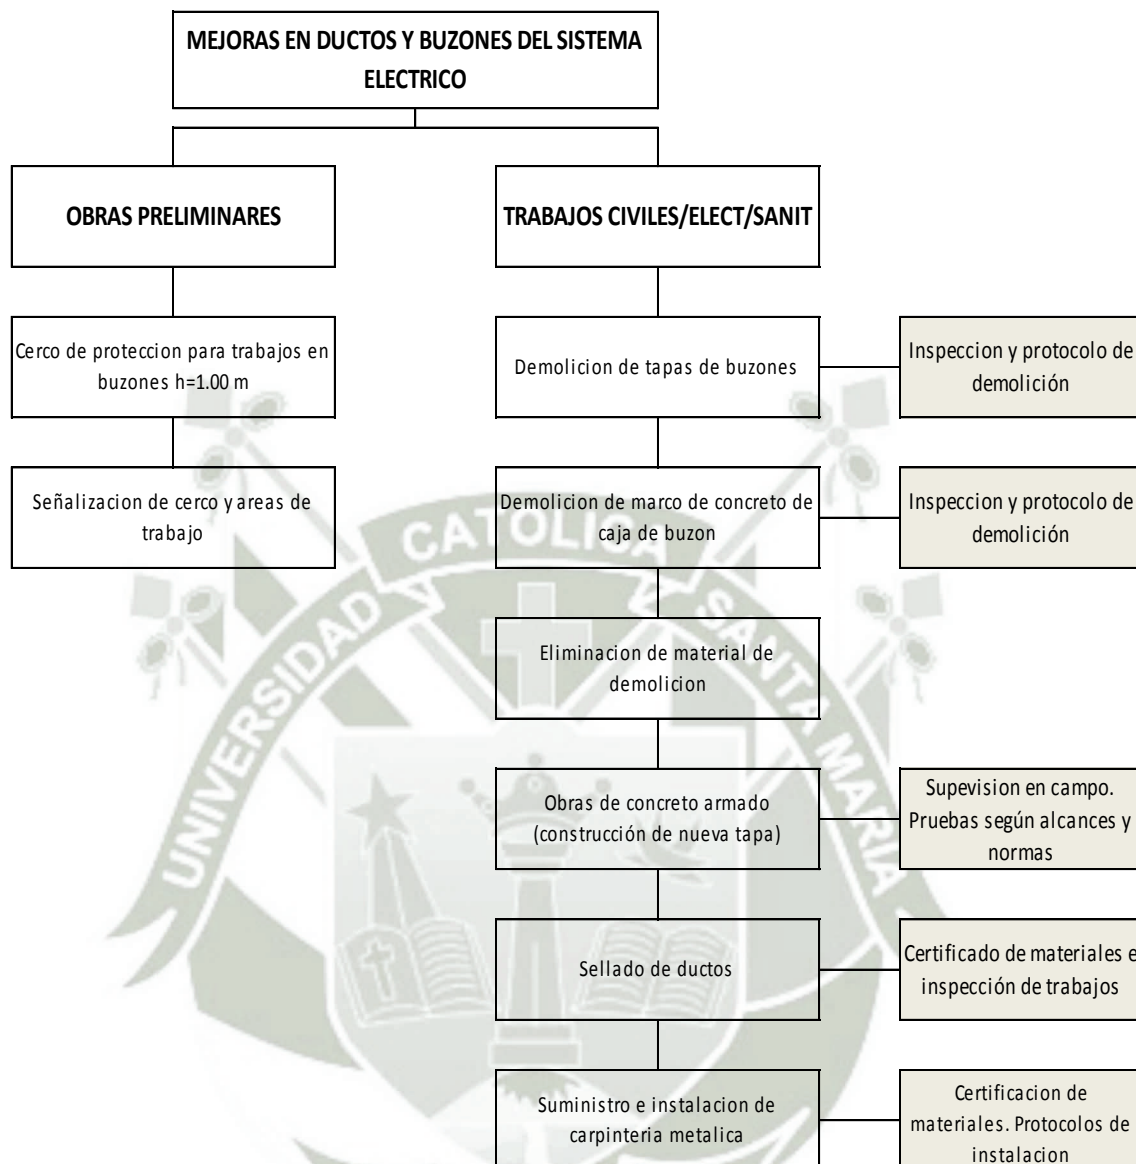 MEJORAS EN DUCTOS Y BUZONES DEL SISTEMA
ELECTRICO
OBRAS PRELIMINARES
TRABAJOS CIVILES/ELECT/SANIT
Cerco de proteccion para trabajos en
buzones h=1.00 m
Demolicion de tapas de buzones
Inspeccion y protocolo de
demolición
Señalizacion de cerco y areas de
trabajo
Demolicion de marco de concreto de
caja de buzon
Inspeccion y protocolo de
demolición
Eliminacion de material de
demolicion
Obras de concreto armado
(construcción de nueva tapa)
Supevision en campo.
Pruebas según alcances y
normas
Sellado de ductos
Certificado de materiales e
inspección de trabajos
Suministro e instalacion de
carpinteria metalica
Certificacion de
materiales. Protocolos de
instalacion
UNIVERSIDAD CATOLICA SANTA MARIA